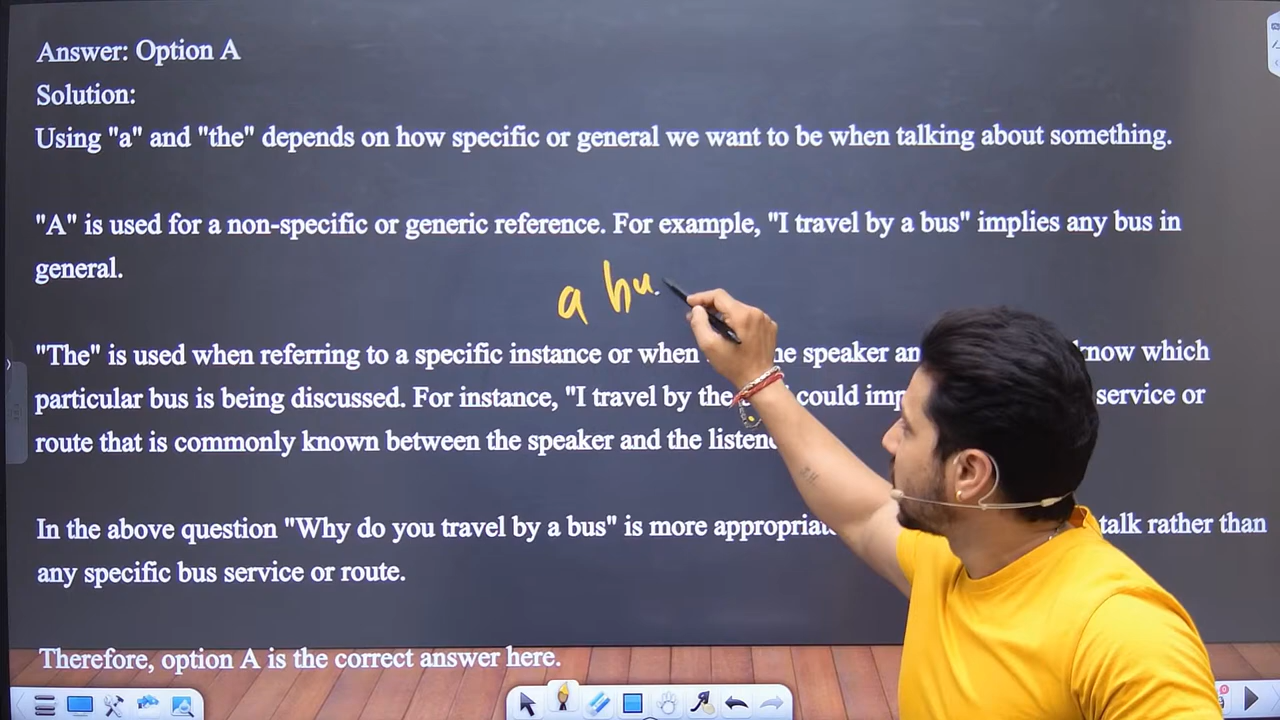 Answer: Option A
Solution:
Using "a" and "the" depends on how specific or general we want to be when talking about something.
"A" is used for a non-specific or generic reference. For example, "I travel by a bus" implies any bus in
general.
a bu
"The" is used when referring to a specific instance or when the speaker an know which
particular bus is being discussed. For instance, "I travel by the could imp service or
route that is commonly known between the speaker and the listene
In the above question "Why do you travel by a bus" is more appropriate talk rather than
any specific bus service or route.
Therefore, option A is the correct answer here.